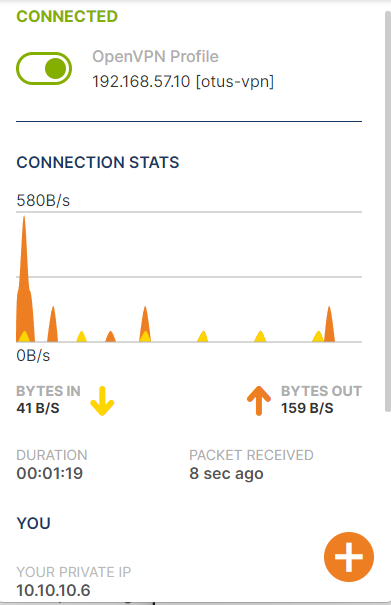 CONNECTED
OpenVPN Profile
192.168.57.10 [otus-vpn]
CONNECTION STATS
580B/s
0B/s
BYTES IN
41 B/S
BYTES OUT
159 B/S
DURATION
00:01:19
PACKET RECEIVED
8 sec ago
YOU
YOUR PRIVATE IP
10.10.10.6